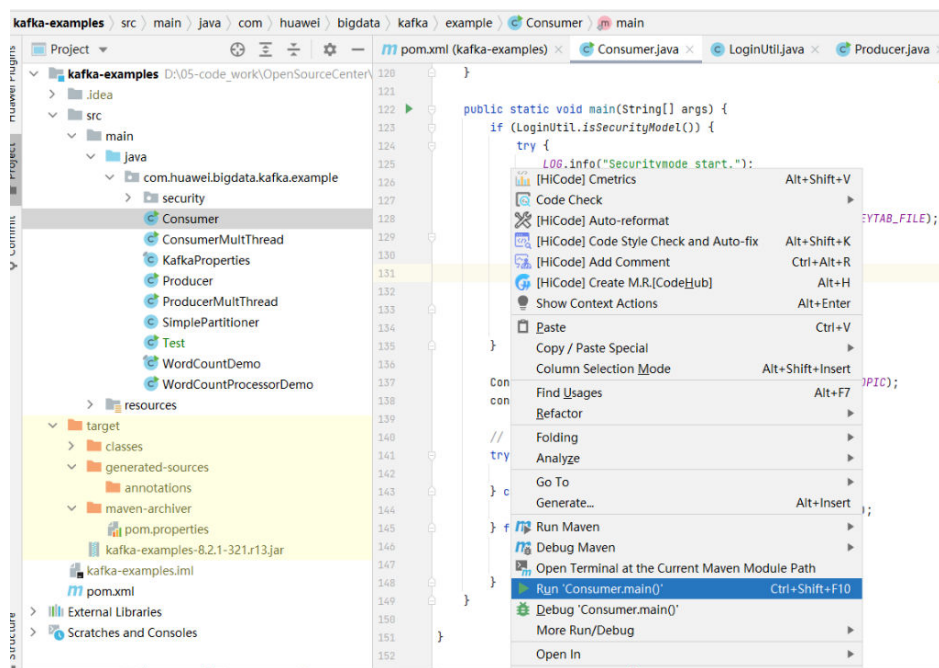 kafka-examples src main java com huawei bigdata kafka example Consumer main
Project
pom.xml (kafka-examples) Consumer.java LoginUtil.java Producer.java
kafka-examples D:\05-code_work\OpenSourceCenter\
.idea
src
main
java
com.huawei.bigdata.kafka.example
security
Consumer
ConsumerMultThread
KafkaProperties
Producer
ProducerMultThread
SimplePartitioner
Test
WordCountDemo
WordCountProcessorDemo
resources
target
classes
generated-sources
annotations
maven-archiver
pom.properties
kafka-examples-8.2.1-321.r13.jar
kafka-examples.iml
pom.xml
External Libraries
Scratches and Consoles
Project
Commit
Structure
120 }
121
122 public static void main(String[] args) {
123 if (LoginUtil.isSecurityModel()) {
124 try {
125 LOG.info("Securitymode start.");
126
127
128 EYTAB_FILE);
129
130
131
132
133
134
135 }
136
137 Con OPIC);
138 con
139
140 //
141 try
142
143 } c
144 );
145 } f
146
147
148 }
149 }
150
151 }
152
[HiCode] Cmetrics Alt+Shift+V
Code Check
[HiCode] Auto-reformat
[HiCode] Code Style Check and Auto-fix Alt+Shift+K
[HiCode] Add Comment Ctrl+Alt+R
[HiCode] Create M.R.[CodeHub] Alt+H
Show Context Actions Alt+Enter
Paste Ctrl+V
Copy / Paste Special
Column Selection Mode Alt+Shift+Insert
Find Usages Alt+F7
Refactor
Folding
Analyze
Go To
Generate... Alt+Insert
Run Maven
Debug Maven
Open Terminal at the Current Maven Module Path
Run 'Consumer.main()' Ctrl+Shift+F10
Debug 'Consumer.main()'
More Run/Debug
Open In